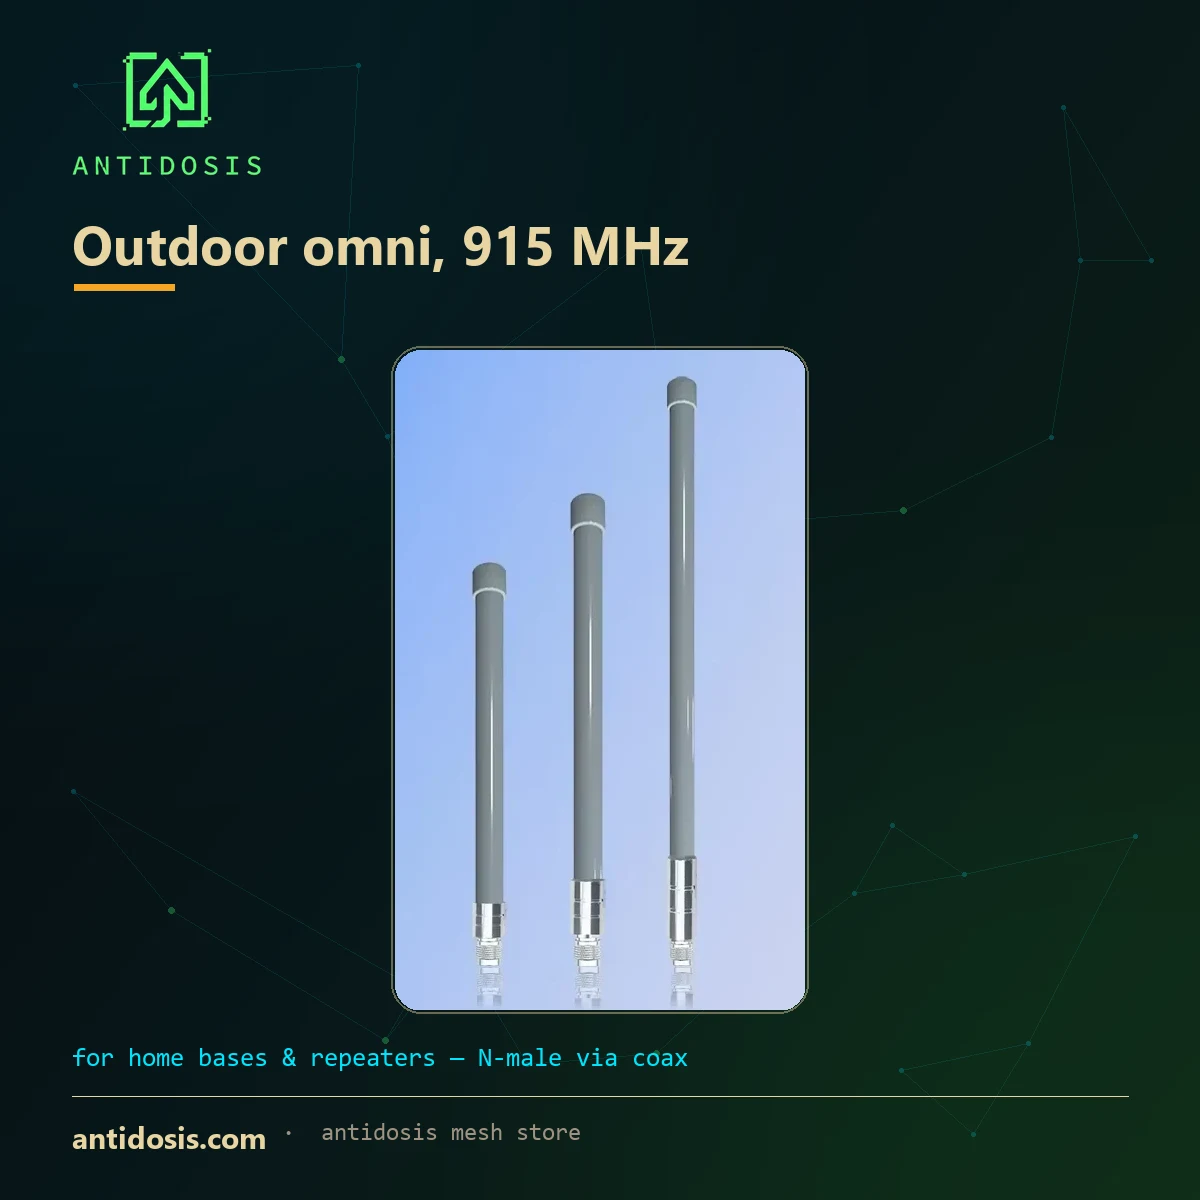 ANTIDOSIS
Outdoor omni, 915 MHz
for home bases & repeaters — N-male via coax
antidosis.com · antidosis mesh store